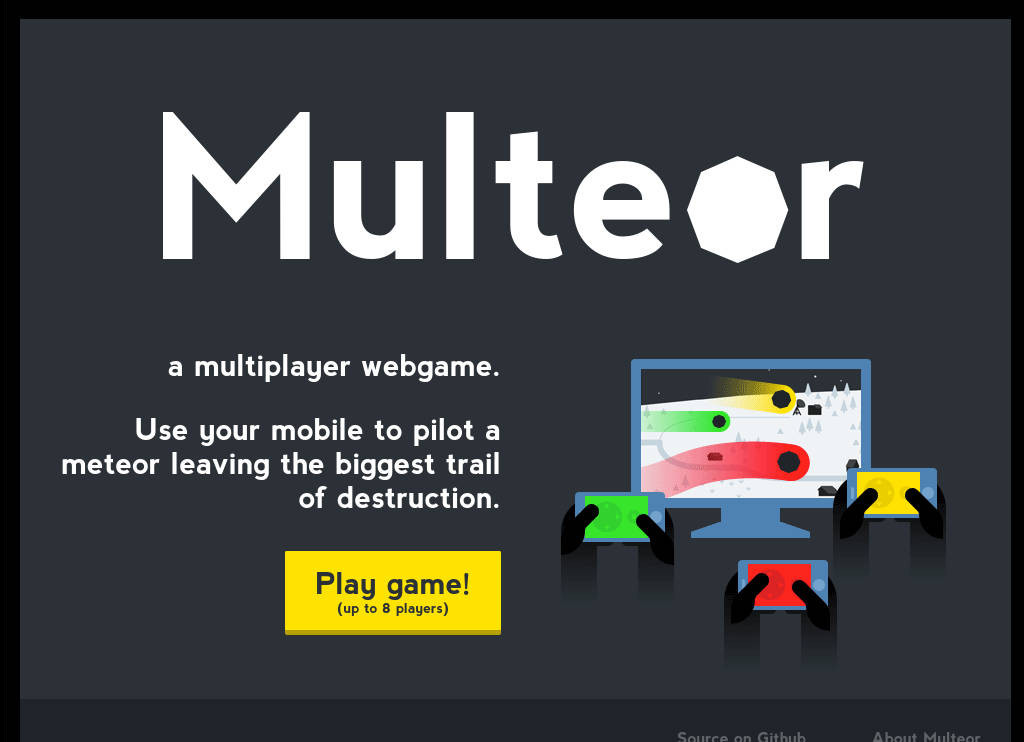 Multeor
a multiplayer webgame.
Use your mobile to pilot a
meteor leaving the biggest trail
of destruction.
Play game!
(up to 8 players)
Source on Github
About Multeor